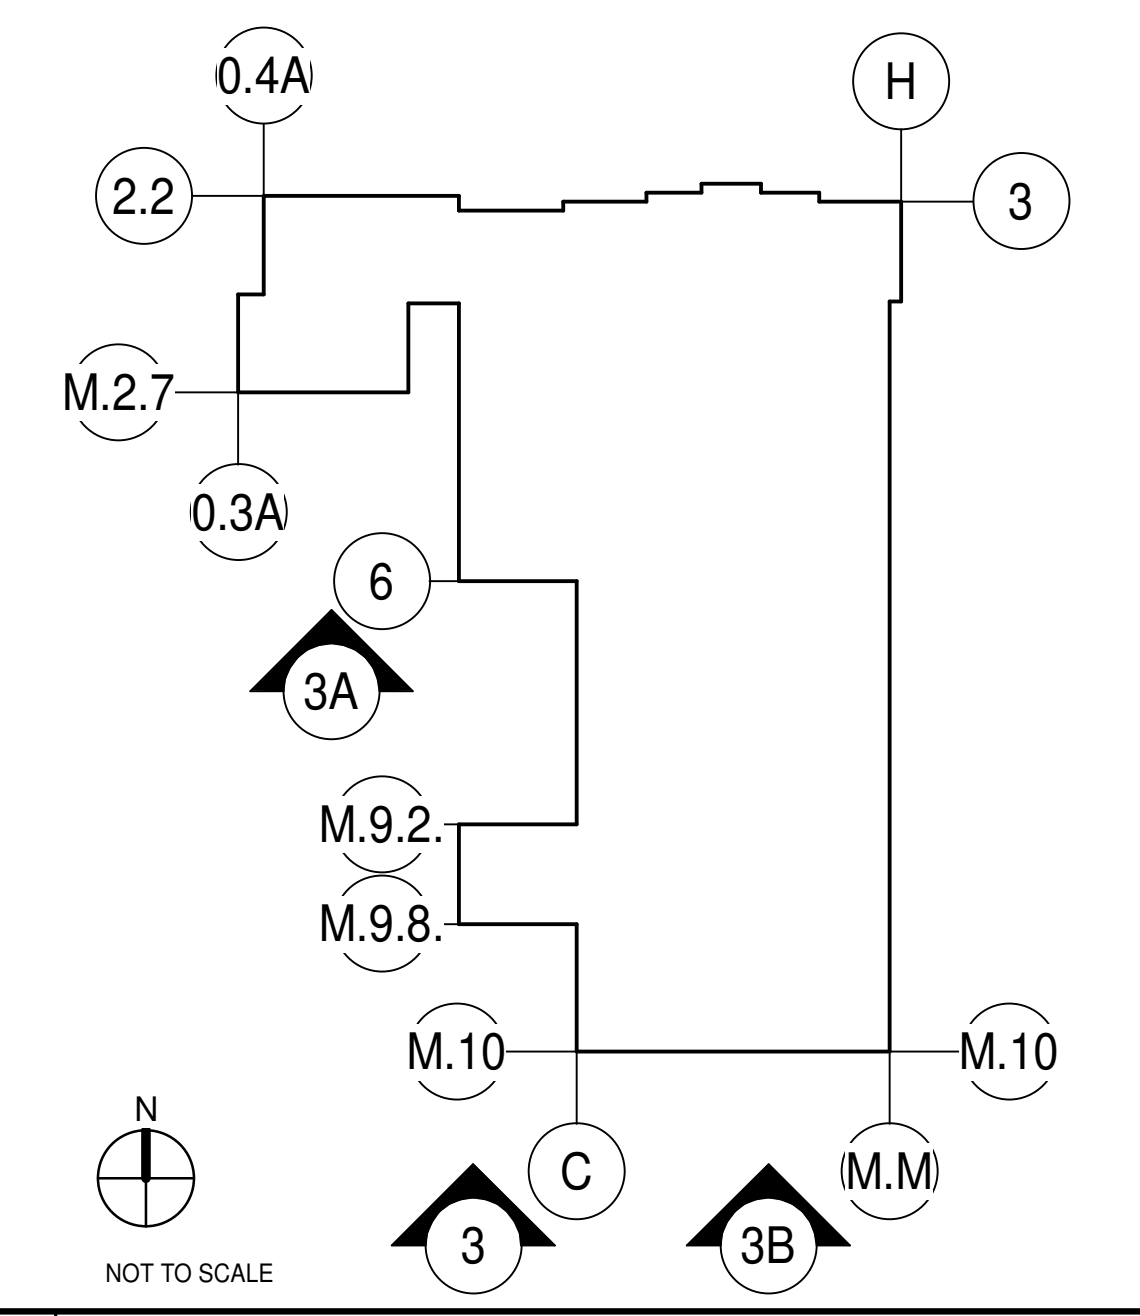 0.4A
H
2.2
3
M.2.7
0.3A
6
3A
M.9.2.
M.9.8.
M.10
M.10
N
C
M.M
3
3B
NOT TO SCALE